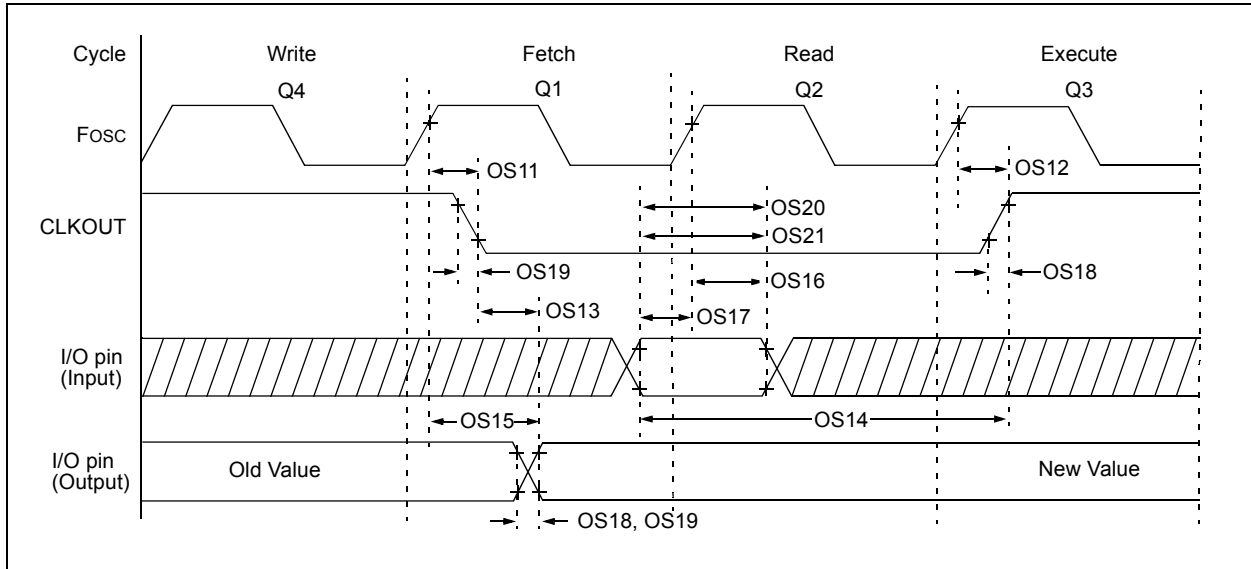 Cycle Write Fetch Read Execute
Q4 Q1 Q2 Q3
FOSC
OS11 OS12
OS20
CLKOUT
OS21
OS19 OS16 OS18
OS13 OS17
I/O pin
(Input)
OS15 OS14
I/O pin
(Output)
Old Value New Value
OS18, OS19